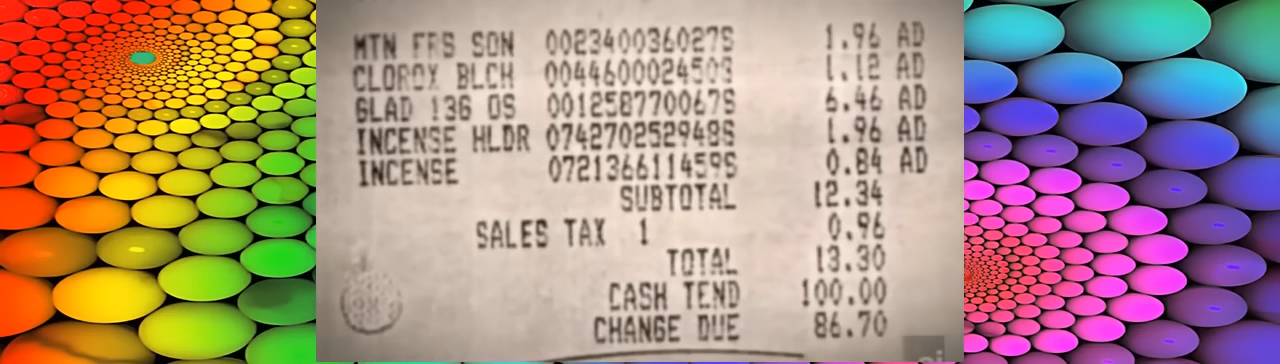 MTN FRS SDN 002340036027S 1.96 AD
CLOROX BLCH 004460002450S 1.12 AD
GLAD 13G OS 001258770067S 6.46 AD
INCENSE HLDR 074270252948S 1.96 AD
INCENSE 072136611459S 0.84 AD
SUBTOTAL 12.34
SALES TAX 1 0.96
TOTAL 13.30
CASH TEND 100.00
CHANGE DUE 86.70